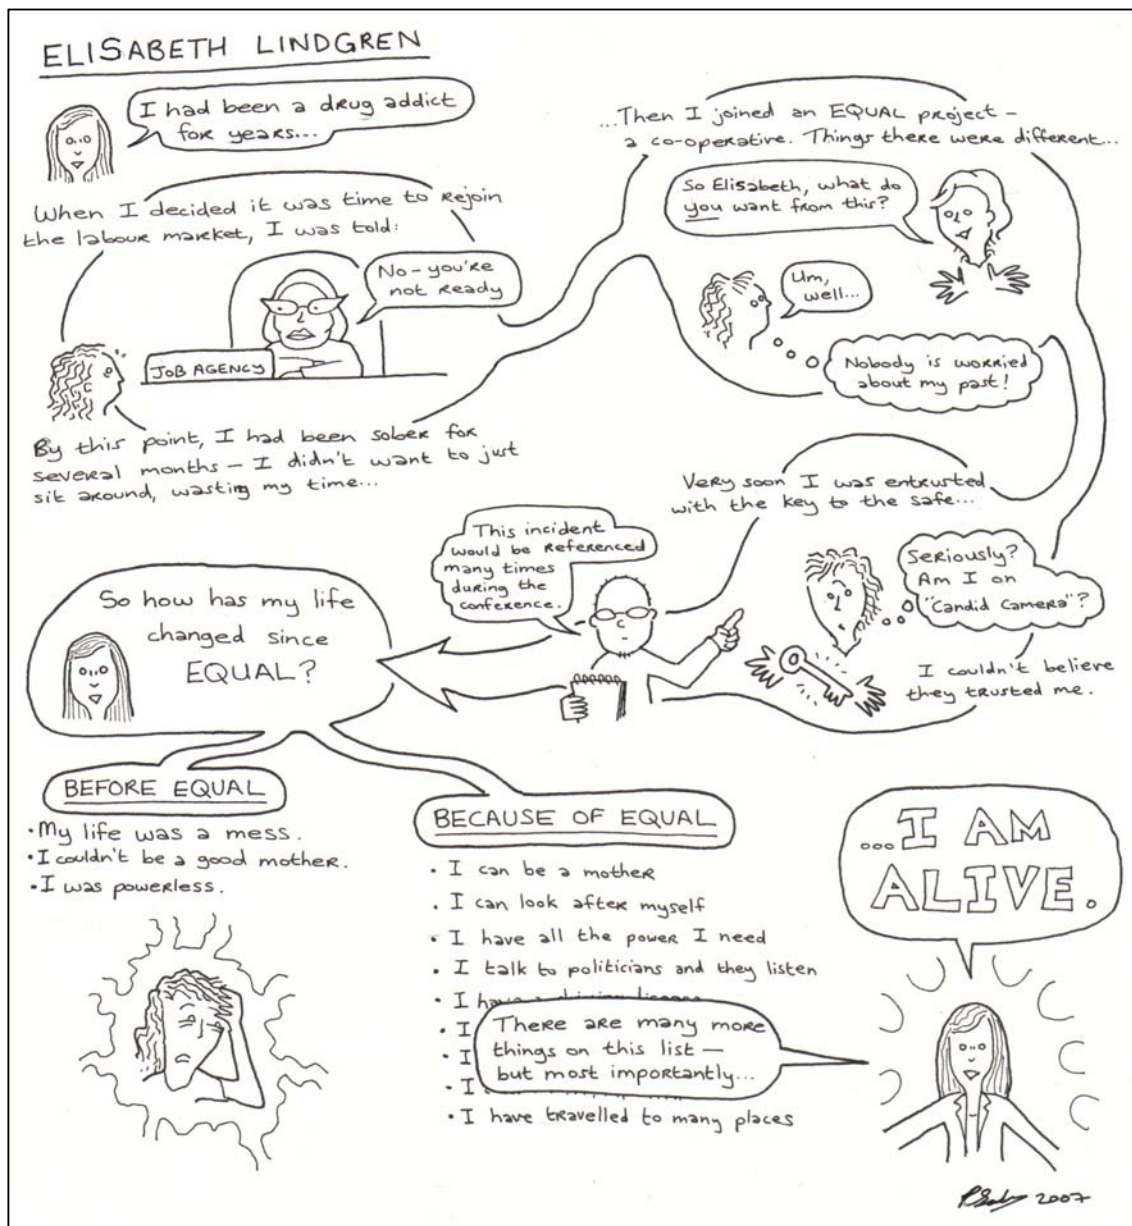 ELISABETH LINDGREN
I had been a drug addict
for years...
When I decided it was time to rejoin
the labour market, I was told:
No - you're
not ready
JOB AGENCY
By this point, I had been sober for
several months - I didn't want to just
sit around, wasting my time...
...Then I joined an EQUAL project -
a co-operative. Things there were different...
So Elisabeth, what do
you want from this?
Um,
well...
Nobody is worried
about my past!
Very soon I was entrusted
with the key to the safe...
Seriously?
Am I on
"Candid Camera"?
I couldn't believe
they trusted me.
This incident
would be referenced
many times
during the
conference.
So how has my life
changed since
EQUAL?
BEFORE EQUAL
• My life was a mess.
• I couldn't be a good mother.
• I was powerless.
BECAUSE OF EQUAL
• I can be a mother
• I can look after myself
• I have all the power I need
• I talk to politicians and they listen
• I have
• I
• I
• I
• I have travelled to many places
There are many more
things on this list -
but most importantly...
...I AM
ALIVE.
2007